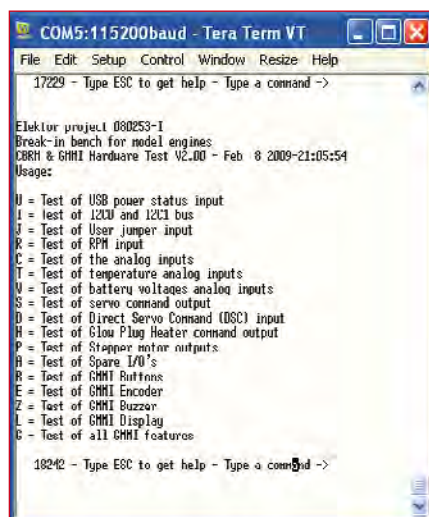 COM5:115200baud - Tera Term VT
File Edit Setup Control Window Resize Help
17229 - Type ESC to get help - Type a command ->
Elektor project 080253-I
Break-in bench for model engines
CBRM & GMMI Hardware Test V2.00 - Feb 8 2009-21:05:54
Usage:
U = Test of USB power status input
I = Test of I2C0 and I2C1 bus
J = Test of User jumper input
R = Test of RPM input
C = Test of the analog inputs
T = Test of temperature analog inputs
V = Test of battery voltages analog inputs
S = Test of servo command output
D = Test of Direct Servo Command (DSC) input
H = Test of Glow Plug Heater command output
P = Test of Stepper motor outputs
A = Test of Spare I/O's
B = Test of GMMI Buttons
E = Test of GMMI Encoder
Z = Test of GMMI Buzzer
L = Test of GMMI Display
G - Test of all GMMI features
18242 - Type ESC to get help - Type a command ->